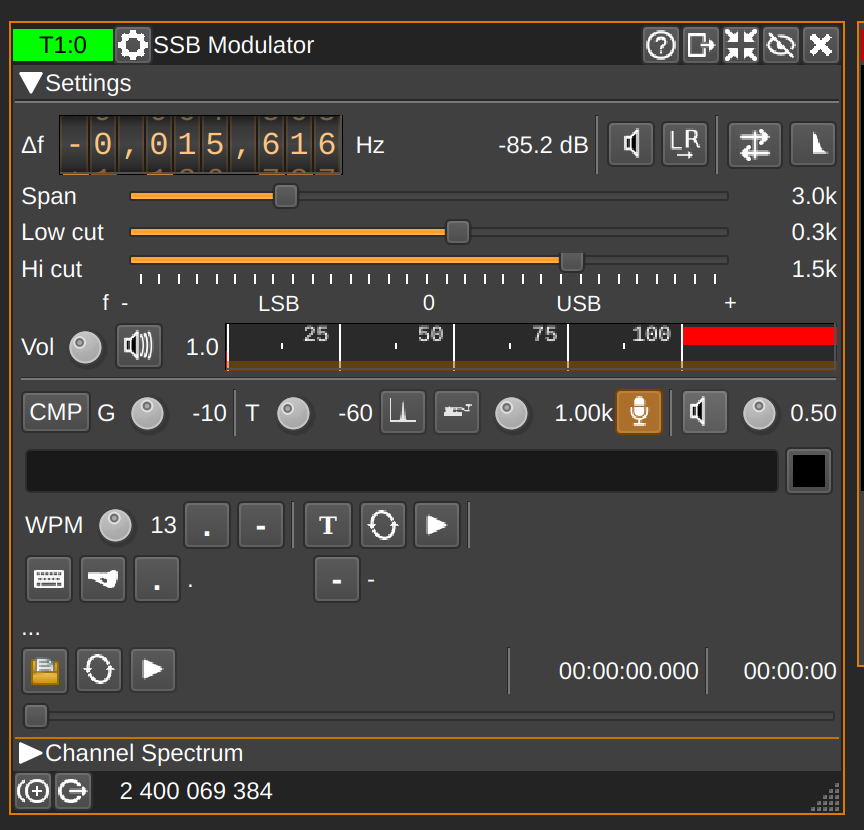 T1:0 SSB Modulator
Settings
Δf -0,015,616 Hz -85.2 dB LR
Span 3.0k
Low cut 0.3k
Hi cut 1.5k
f - LSB 0 USB +
Vol 1.0 25 50 75 100
CMP G -10 T -60 1.00k 0.50
WPM 13 . - T
. . - -
...
00:00:00.000 00:00:00
Channel Spectrum
2 400 069 384